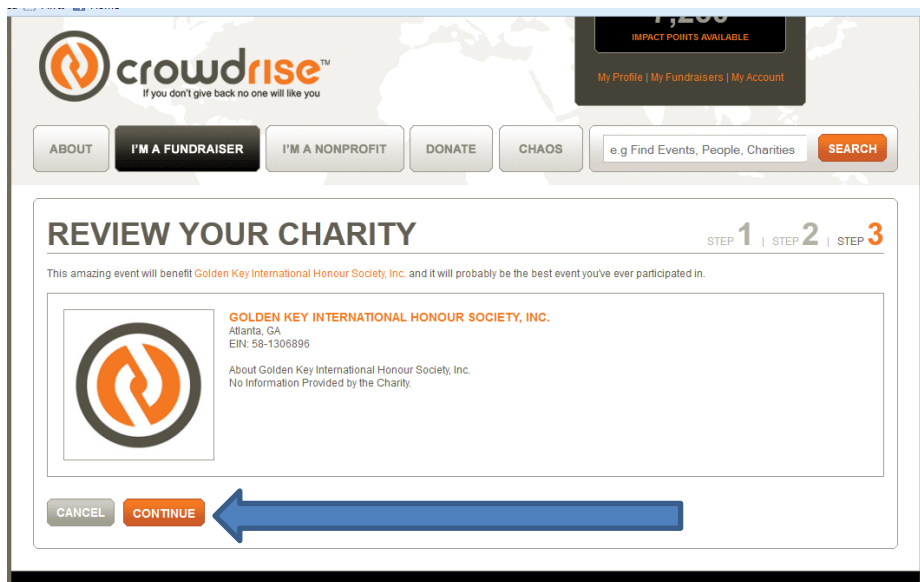 crowdrise™
If you don't give back no one will like you
IMPACT POINTS AVAILABLE
My Profile | My Fundraisers | My Account
ABOUT
I'M A FUNDRAISER
I'M A NONPROFIT
DONATE
CHAOS
e.g Find Events, People, Charities
SEARCH
REVIEW YOUR CHARITY
STEP 1 | STEP 2 | STEP 3
This amazing event will benefit Golden Key International Honour Society, Inc. and it will probably be the best event you've ever participated in.
GOLDEN KEY INTERNATIONAL HONOUR SOCIETY, INC.
Atlanta, GA
EIN: 58-1306896
About Golden Key International Honour Society, Inc.
No Information Provided by the Charity.
CANCEL
CONTINUE